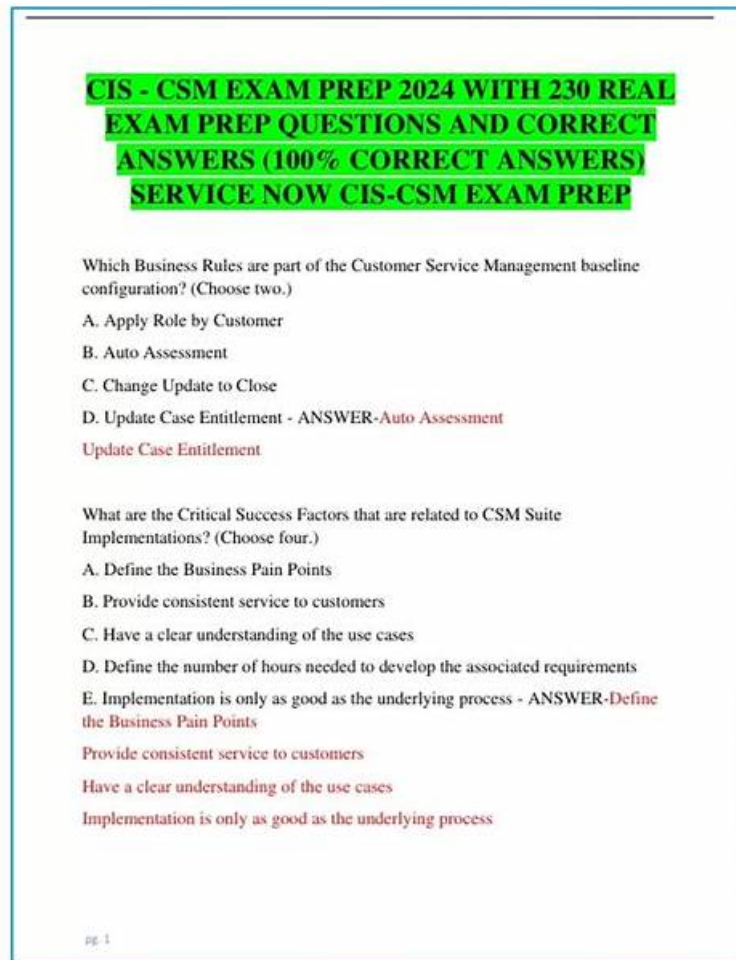 CIS - CSM EXAM PREP 2024 WITH 230 REAL
EXAM PREP QUESTIONS AND CORRECT
ANSWERS (100% CORRECT ANSWERS)
SERVICE NOW CIS-CSM EXAM PREP
Which Business Rules are part of the Customer Service Management baseline
configuration? (Choose two.)
A. Apply Role by Customer
B. Auto Assessment
C. Change Update to Close
D. Update Case Entitlement - ANSWER-Auto Assessment
Update Case Entitlement
What are the Critical Success Factors that are related to CSM Suite
Implementations? (Choose four.)
A. Define the Business Pain Points
B. Provide consistent service to customers
C. Have a clear understanding of the use cases
D. Define the number of hours needed to develop the associated requirements
E. Implementation is only as good as the underlying process - ANSWER-Define
the Business Pain Points
Provide consistent service to customers
Have a clear understanding of the use cases
Implementation is only as good as the underlying process
pg. 1